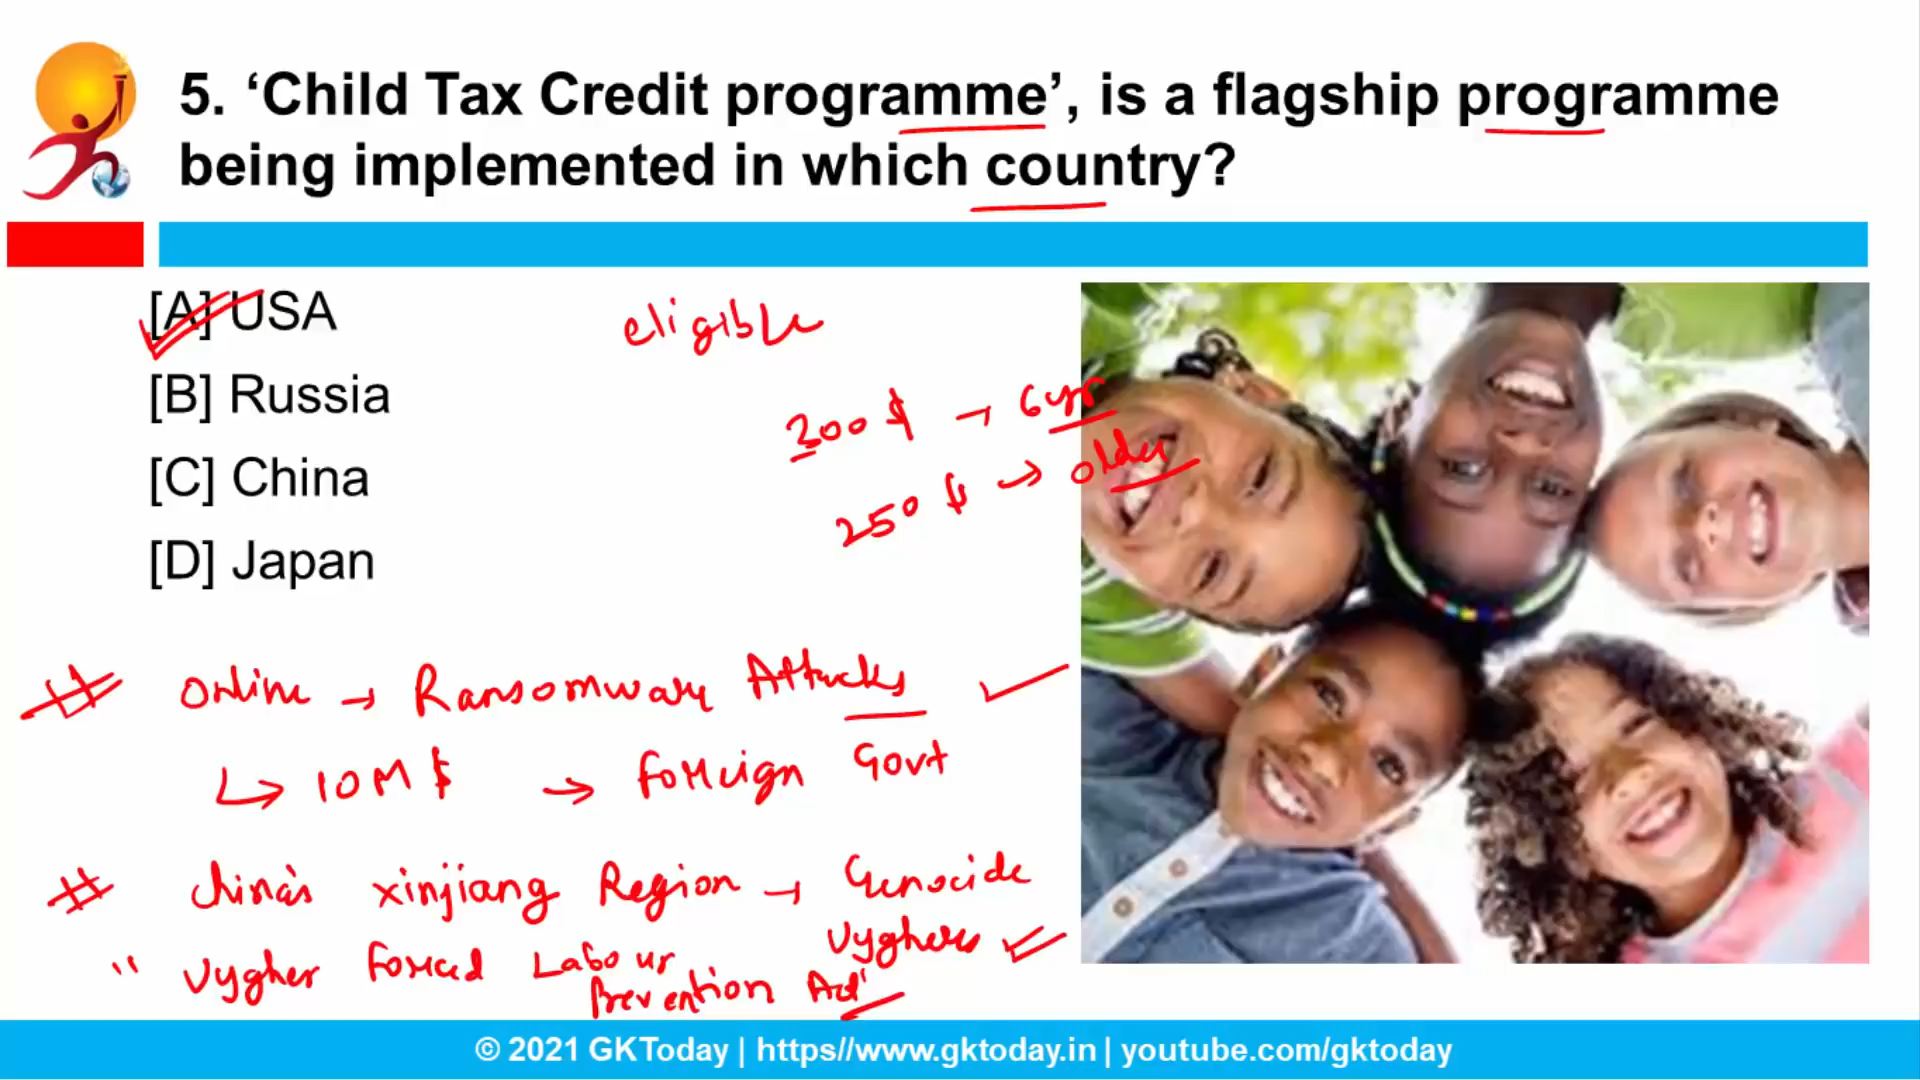 5. ‘Child Tax Credit programme’, is a flagship programme
being implemented in which country?
[A] USA
[B] Russia
[C] China
[D] Japan
eligible
300 $ → 6yr
250 $ → older
# Online → Ransomware Attacks
↳ 10M $ → Foreign Govt
# China's Xinjiang Region → Genocide
Uyghers
" Uygher Forced Labour
Prevention Act"
© 2021 GKToday | https//www.gktoday.in | youtube.com/gktoday